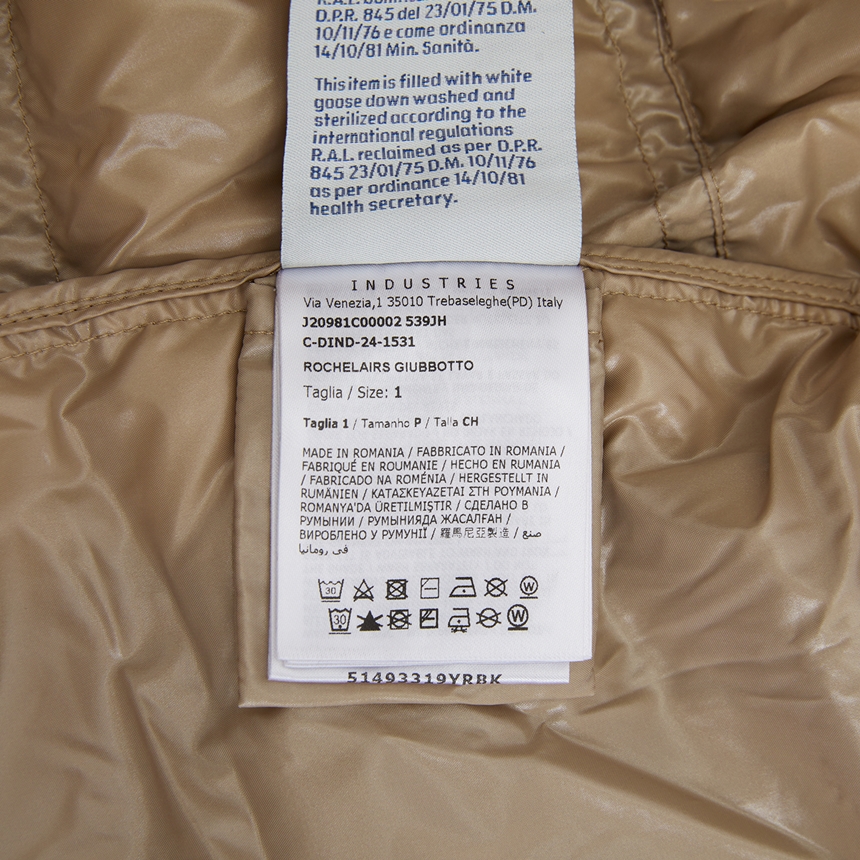 R.A.L.
D.P.R. 845 del 23/01/75 D.M.
10/11/76 e come ordinanza
14/10/81 Min. Sanità.
This item is filled with white
goose down washed and
sterilized according to the
international regulations
R.A.L. reclaimed as per D.P.R.
845 23/01/75 D.M. 10/11/76
as per ordinance 14/10/81
health secretary.
INDUSTRIES
Via Venezia,1 35010 Trebaseleghe(PD) Italy
J20981C00002 539JH
C-DIND-24-1531
ROCHELAIRS GIUBBOTTO
Taglia / Size: 1
Taglia 1 / Tamanho P / Talla CH
MADE IN ROMANIA / FABBRICATO IN ROMANIA /
FABRIQUÉ EN ROUMANIE / HECHO EN RUMANIA
/ FABRICADO NA ROMÉNIA / HERGESTELLT IN
RUMÄNIEN / ΚΑΤΑΣΚΕΥΑΖΕΤΑΙ ΣΤΗ ΡΟΥΜΑΝΙΑ /
ROMANYA'DA ÜRETİLMİŞTİR / СДЕЛАНО В
РУМЫНИИ / РУМЫНИЯДА ЖАСАЛҒАН /
ВИРОБЛЕНО У РУМУНІЇ / 羅馬尼亞製造 / صنع
في رومانيا
30 W
30 W
51493319YRBK